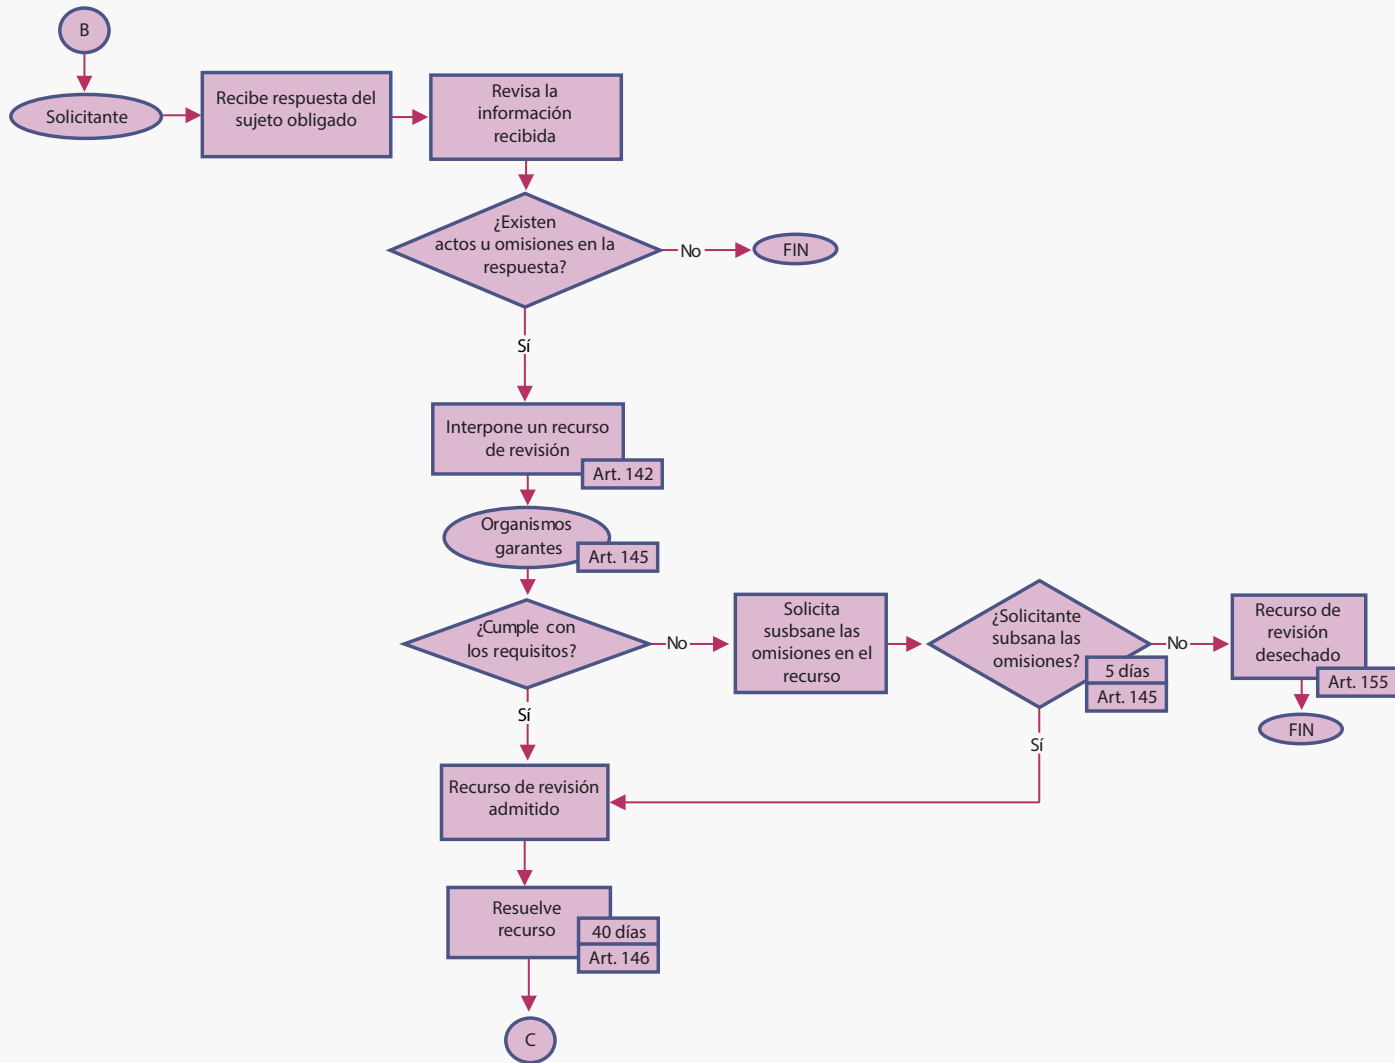 B
Solicitante
Recibe respuesta del
sujeto obligado
Revisa la
información
recibida
¿Existen
actos u omisiones en la
respuesta?
No
FIN
Sí
Interpone un recurso
de revisión
Art. 142
Organismos
garantes
Art. 145
¿Cumple con
los requisitos?
No
Solicita
susbsane las
omisiones en el
recurso
¿Solicitante
subsana las
omisiones?
5 días
Art. 145
No
Recurso de
revisión
desechado
Art. 155
FIN
Sí
Sí
Recurso de revisión
admitido
Resuelve
recurso
40 días
Art. 146
C